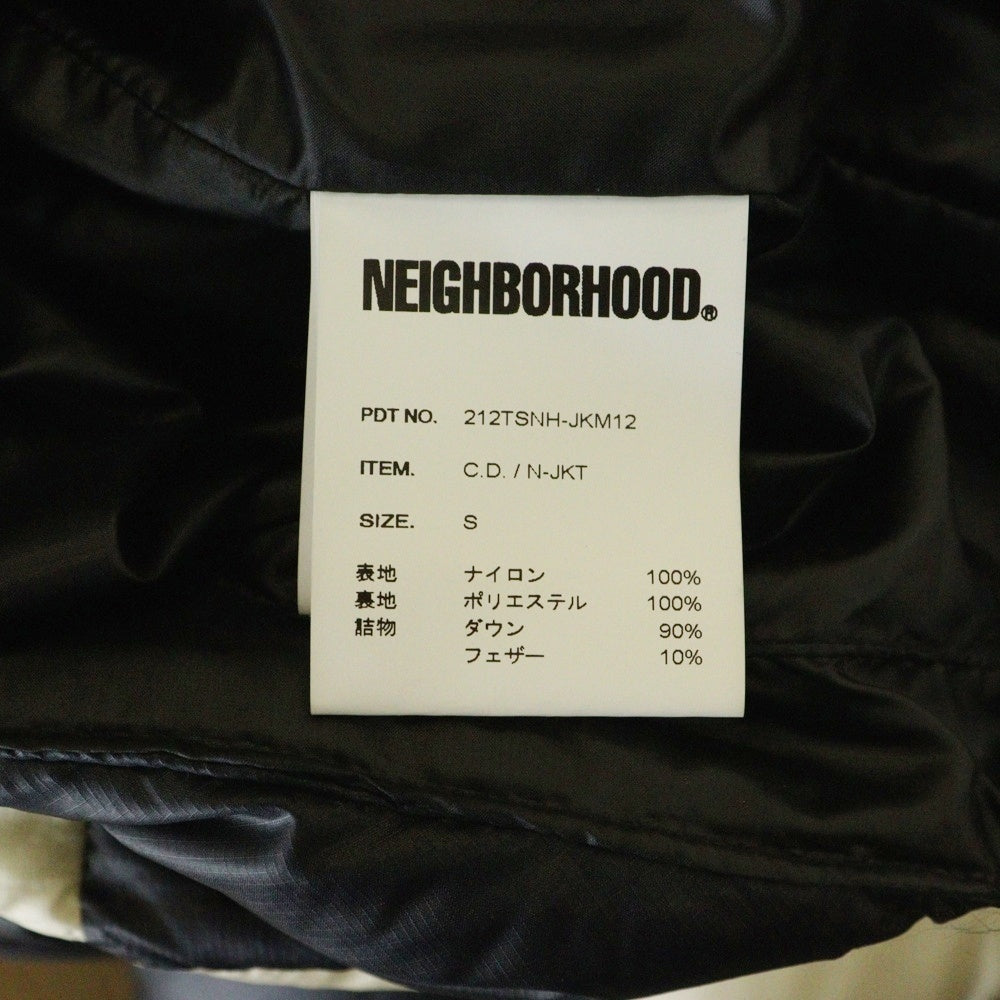 NEIGHBORHOOD®
PDT NO. 212TSNH-JKM12
ITEM. C.D. / N-JKT
SIZE. S
表地 ナイロン 100%
裏地 ポリエステル 100%
詰物 ダウン 90%
フェザー 10%